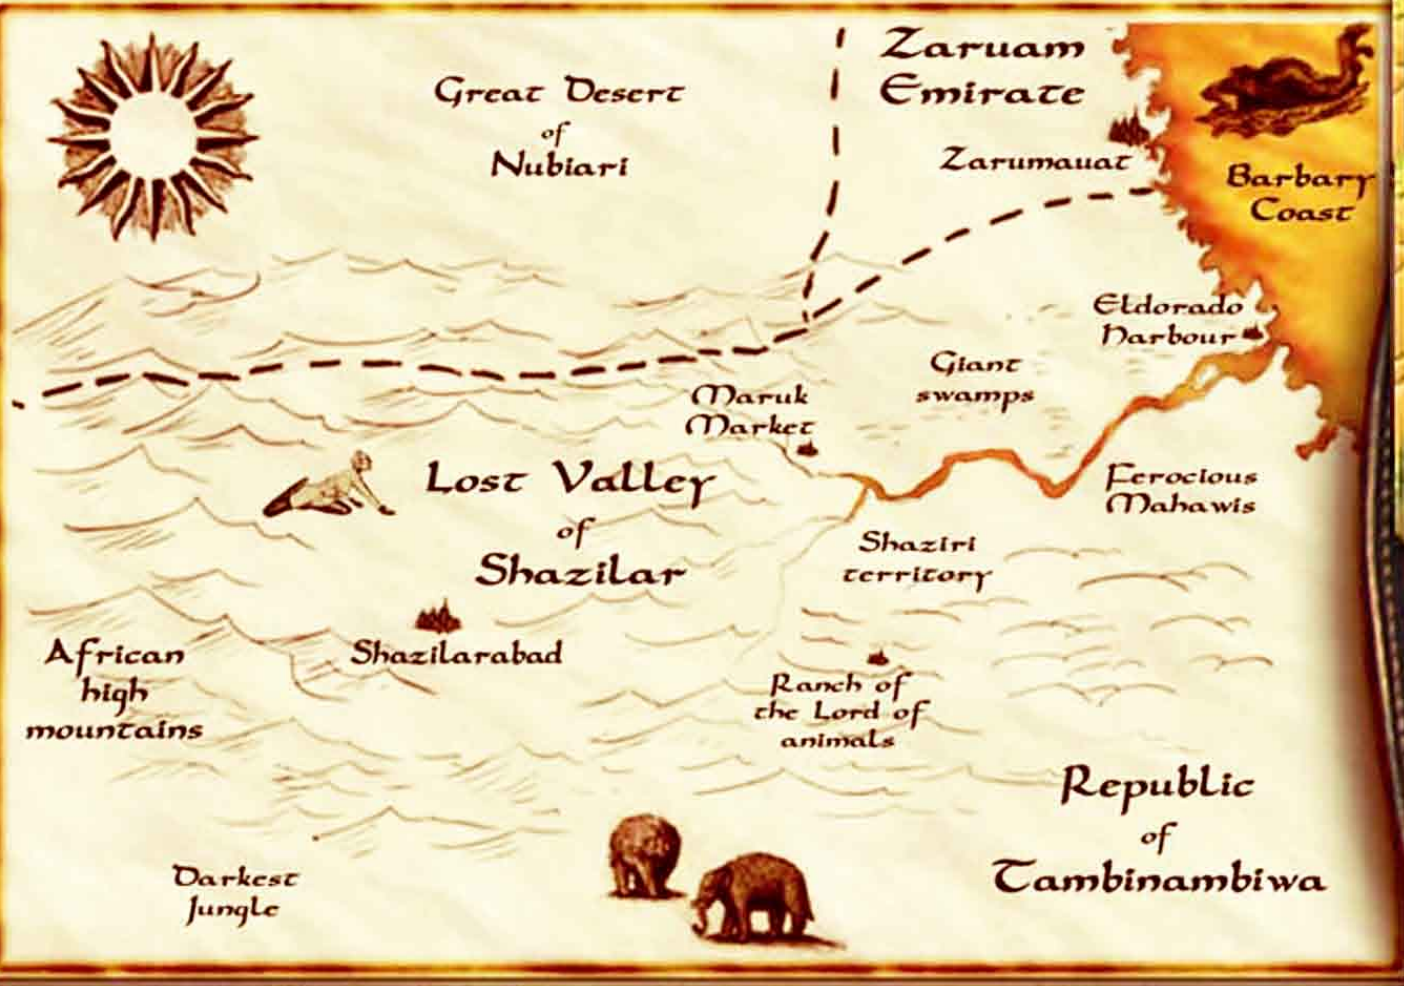 Great Desert
of
Nubiari
Zaruam
Emirate
Zarumauat
Barbary
Coast
Eldorado
Harbour
Giant
swamps
Maruk
Market
Lost Valley
of
Shazilar
Ferocious
Mahawis
Shaziri
territory
Shazilarabad
African
high
mountains
Ranch of
the Lord of
animals
Republic
of
Tambinambiwa
Darkest
Jungle